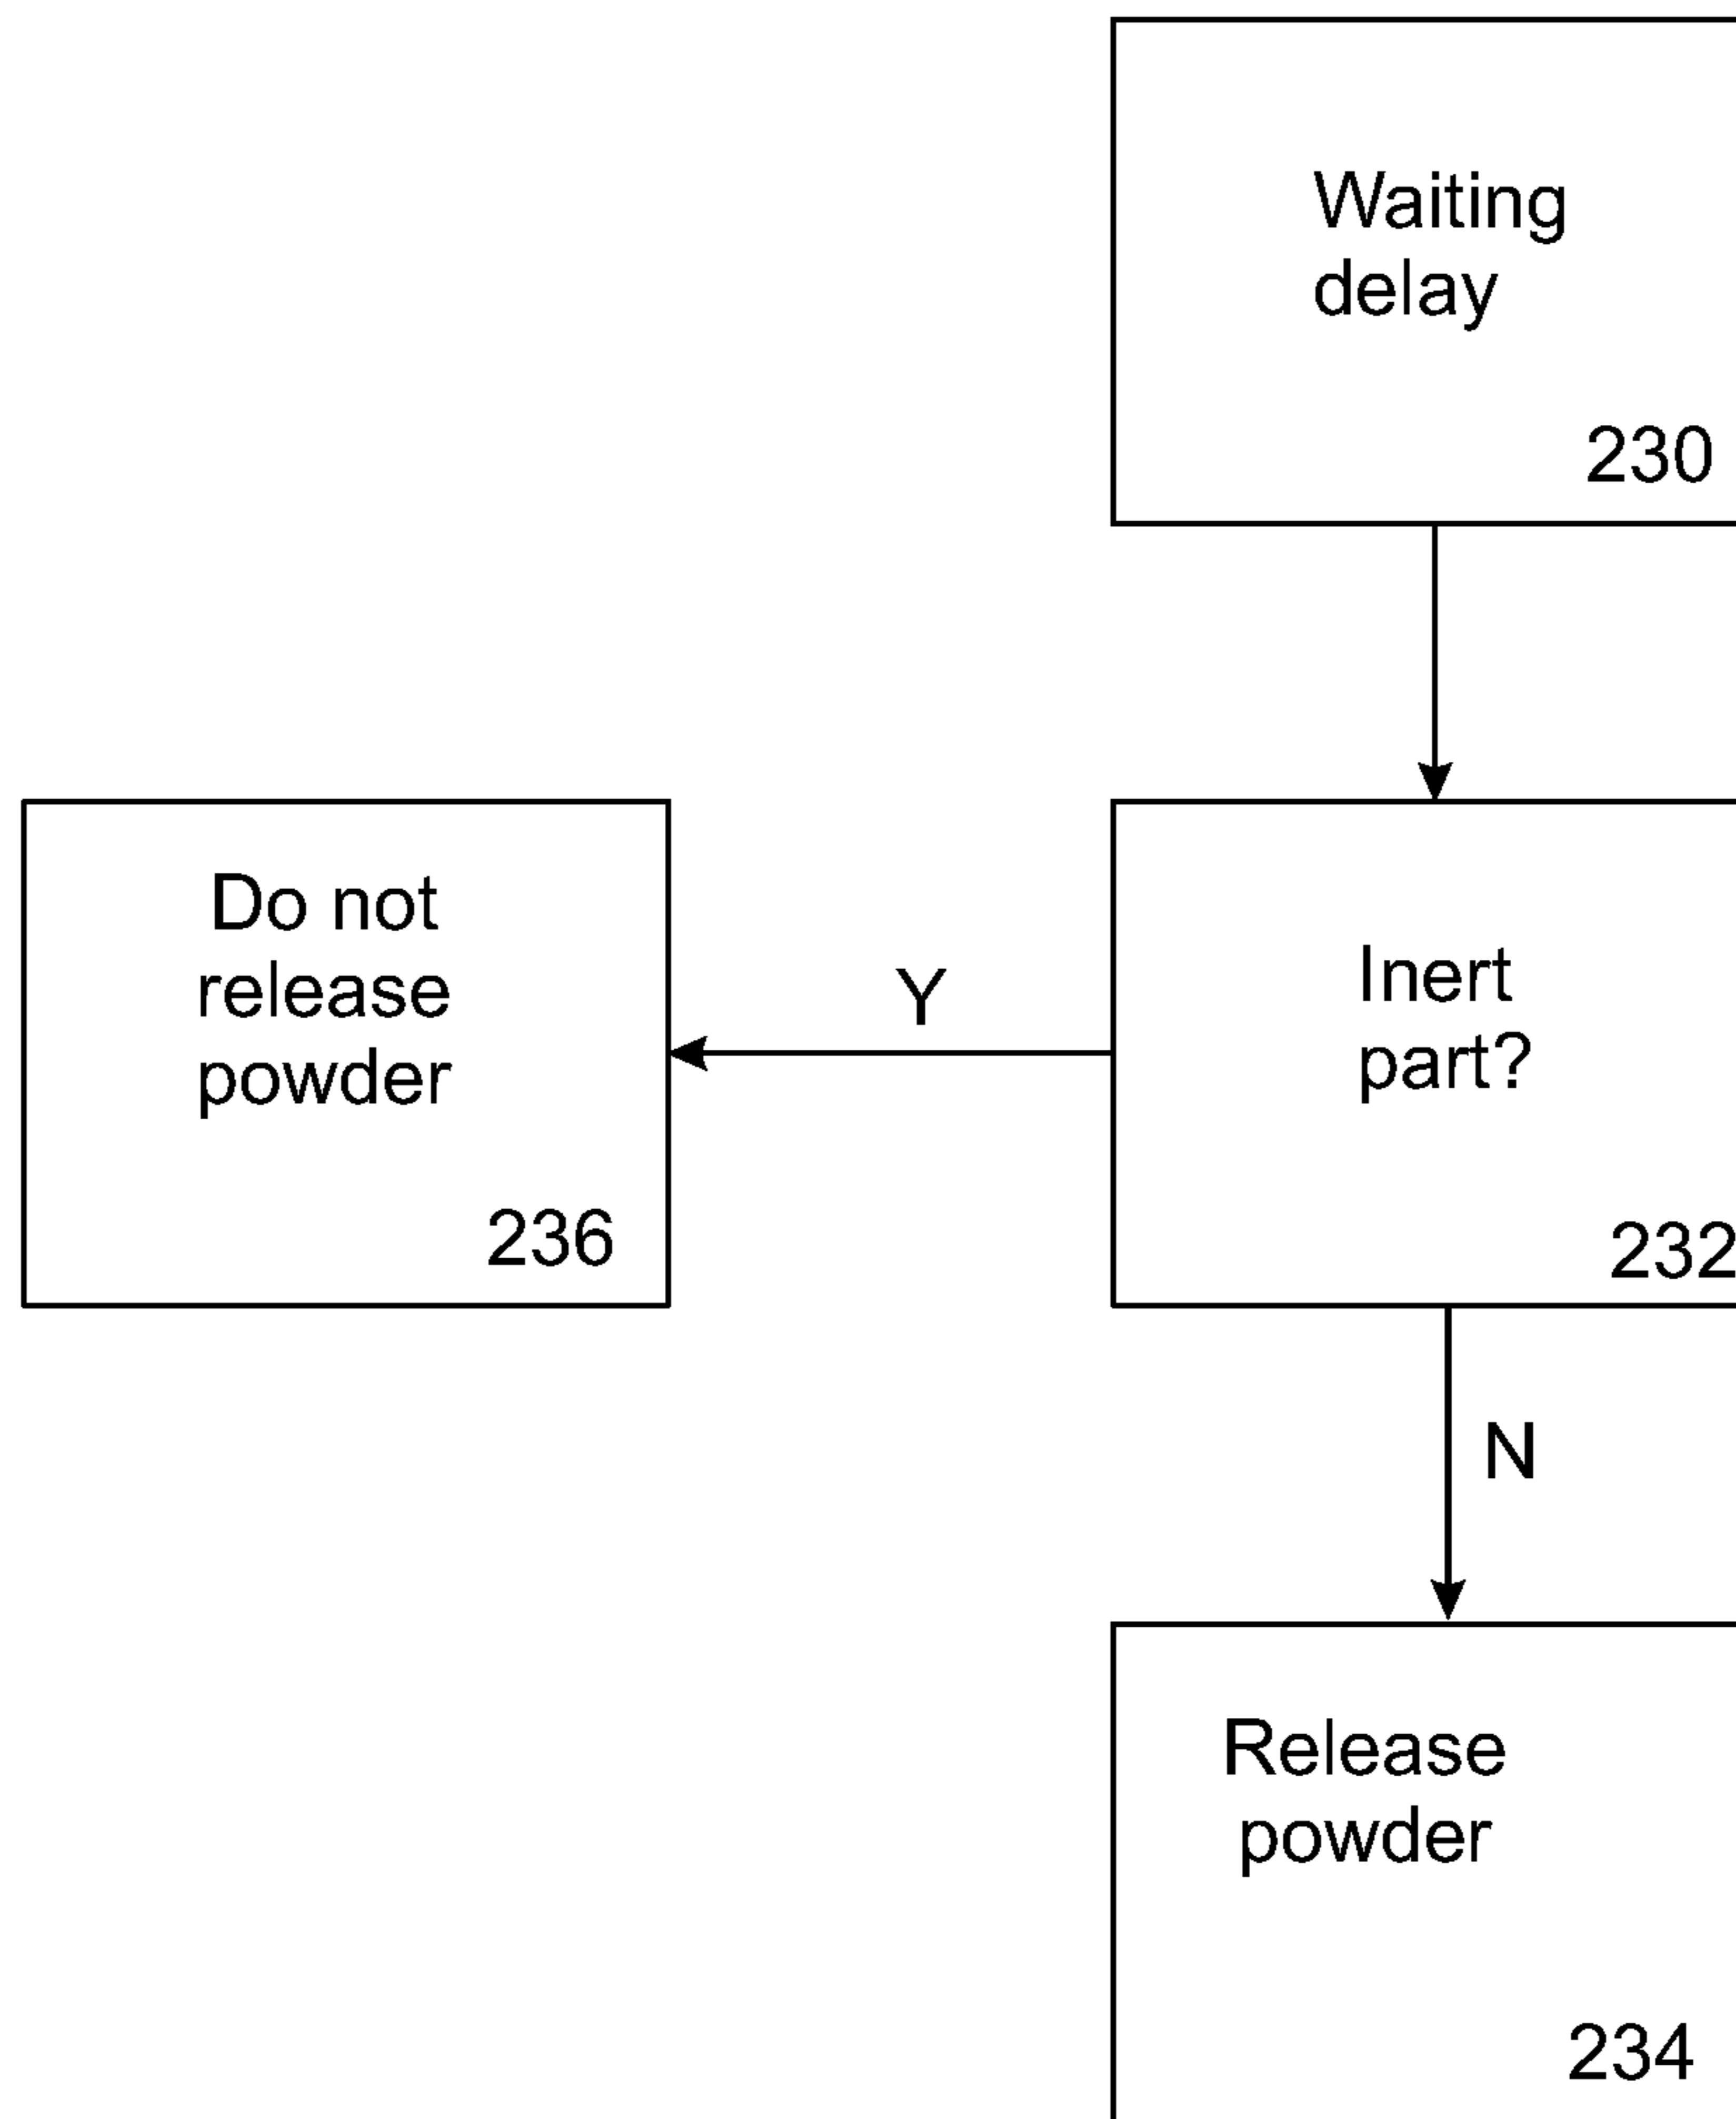 Waiting
delay
230
Do not
release
powder
236
Y
Inert
part?
232
N
Release
powder
234